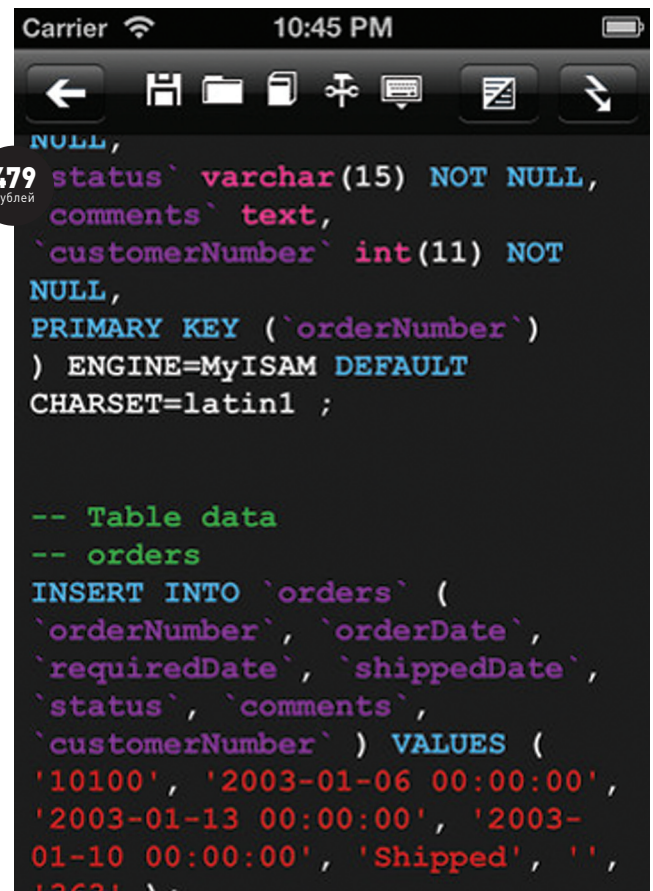 Carrier 10:45 PM
NULL,
479
рублей
`status` varchar(15) NOT NULL,
`comments` text,
`customerNumber` int(11) NOT
NULL,
PRIMARY KEY (`orderNumber`)
) ENGINE=MyISAM DEFAULT
CHARSET=latin1 ;
-- Table data
-- orders
INSERT INTO `orders` (
`orderNumber`, `orderDate`,
`requiredDate`, `shippedDate`,
`status`, `comments`,
`customerNumber` ) VALUES (
'10100', '2003-01-06 00:00:00',
'2003-01-13 00:00:00', '2003-
01-10 00:00:00', 'Shipped', '',
'363' );